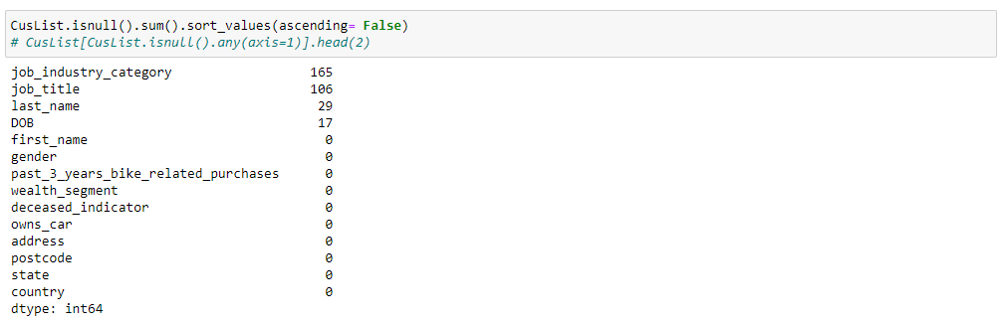 CusList.isnull().sum().sort_values(ascending= False)
# CusList[CusList.isnull().any(axis=1)].head(2)
job_industry_category 165
job_title 106
last_name 29
DOB 17
first_name 0
gender 0
past_3_years_bike_related_purchases 0
wealth_segment 0
deceased_indicator 0
owns_car 0
address 0
postcode 0
state 0
country 0
dtype: int64